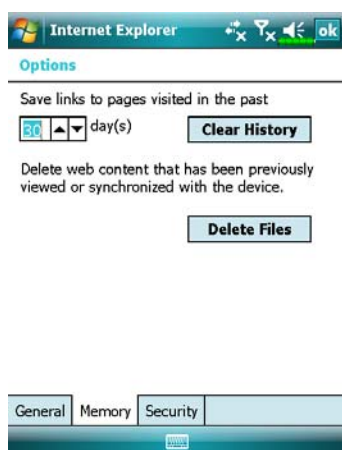 Internet Explorer ok
Options
Save links to pages visited in the past
30 day(s) Clear History
Delete web content that has been previously
viewed or synchronized with the device.
Delete Files
General Memory Security